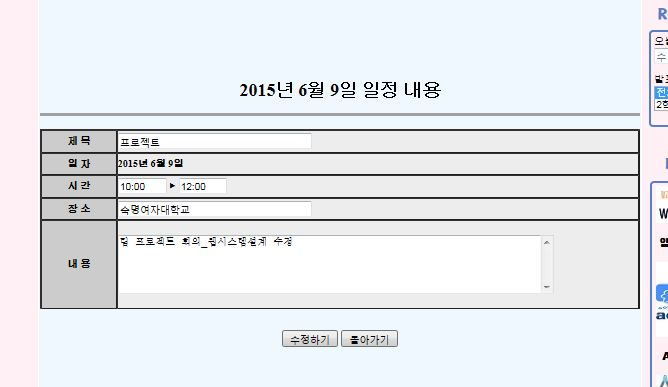 2015년 6월 9일 일정 내용
제 목 프로젝트
일 자 2015년 6월 9일
시 간 10:00 ▶ 12:00
장 소 숙명여자대학교
내 용 팀 프로젝트 회의_웹시스템설계 수정
수정하기 돌아가기